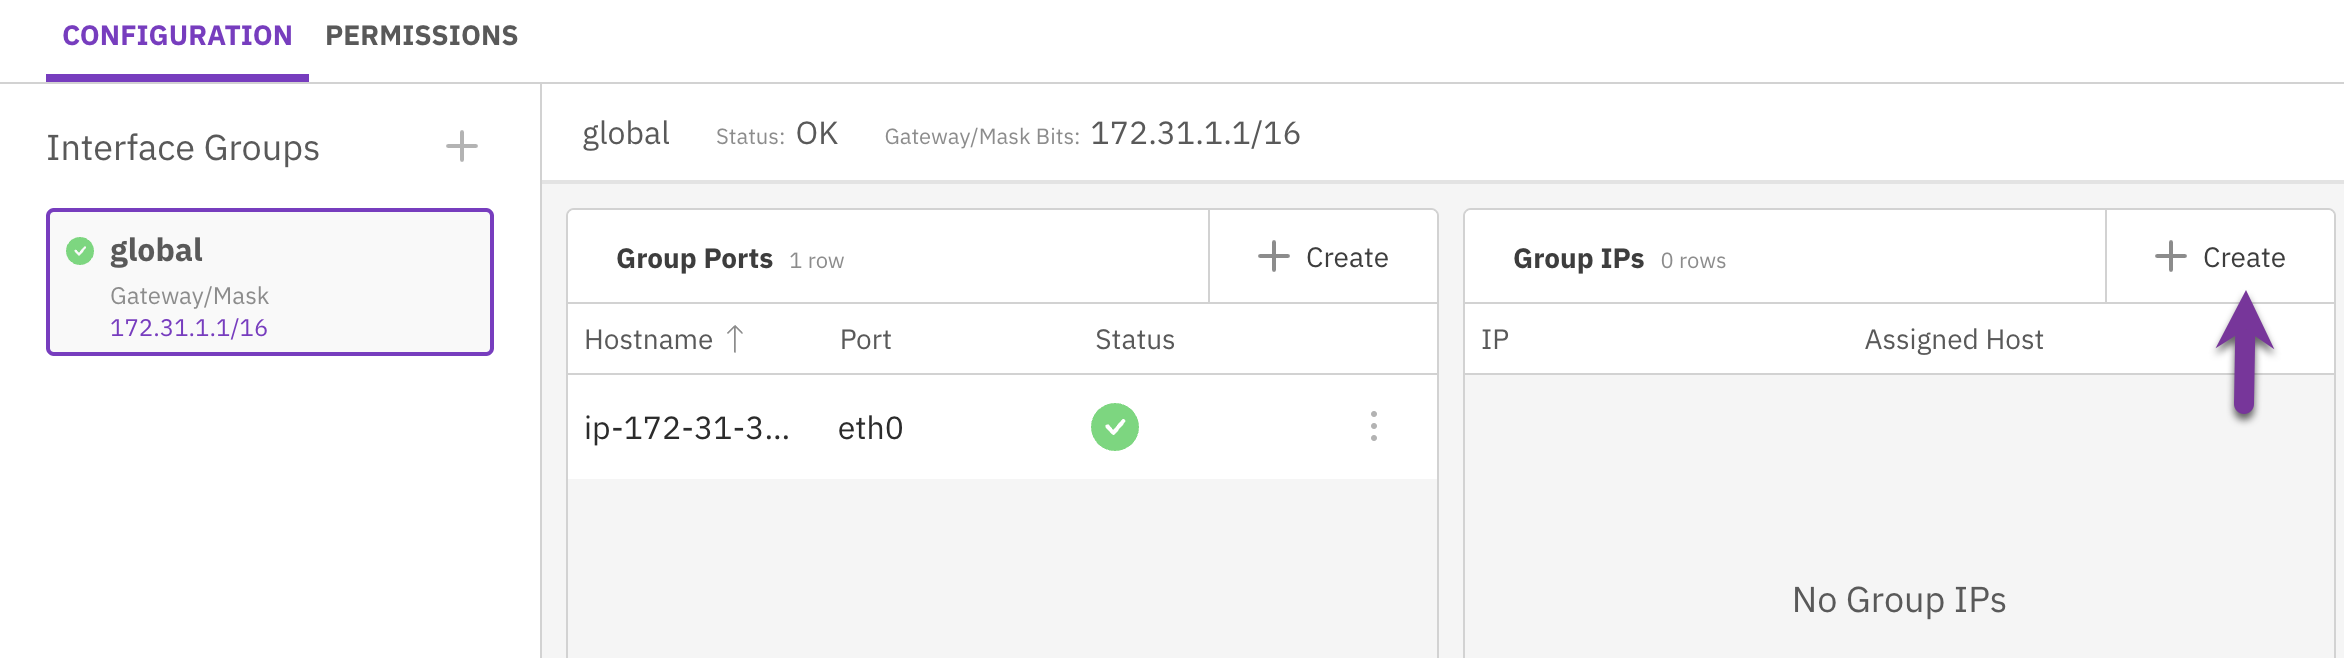 CONFIGURATION PERMISSIONS
Interface Groups
global
Gateway/Mask
172.31.1.1/16
global Status: OK Gateway/Mask Bits: 172.31.1.1/16
Group Ports 1 row Create
Hostname Port Status
ip-172-31-3... eth0
Group IPs 0 rows Create
IP Assigned Host
No Group IPs